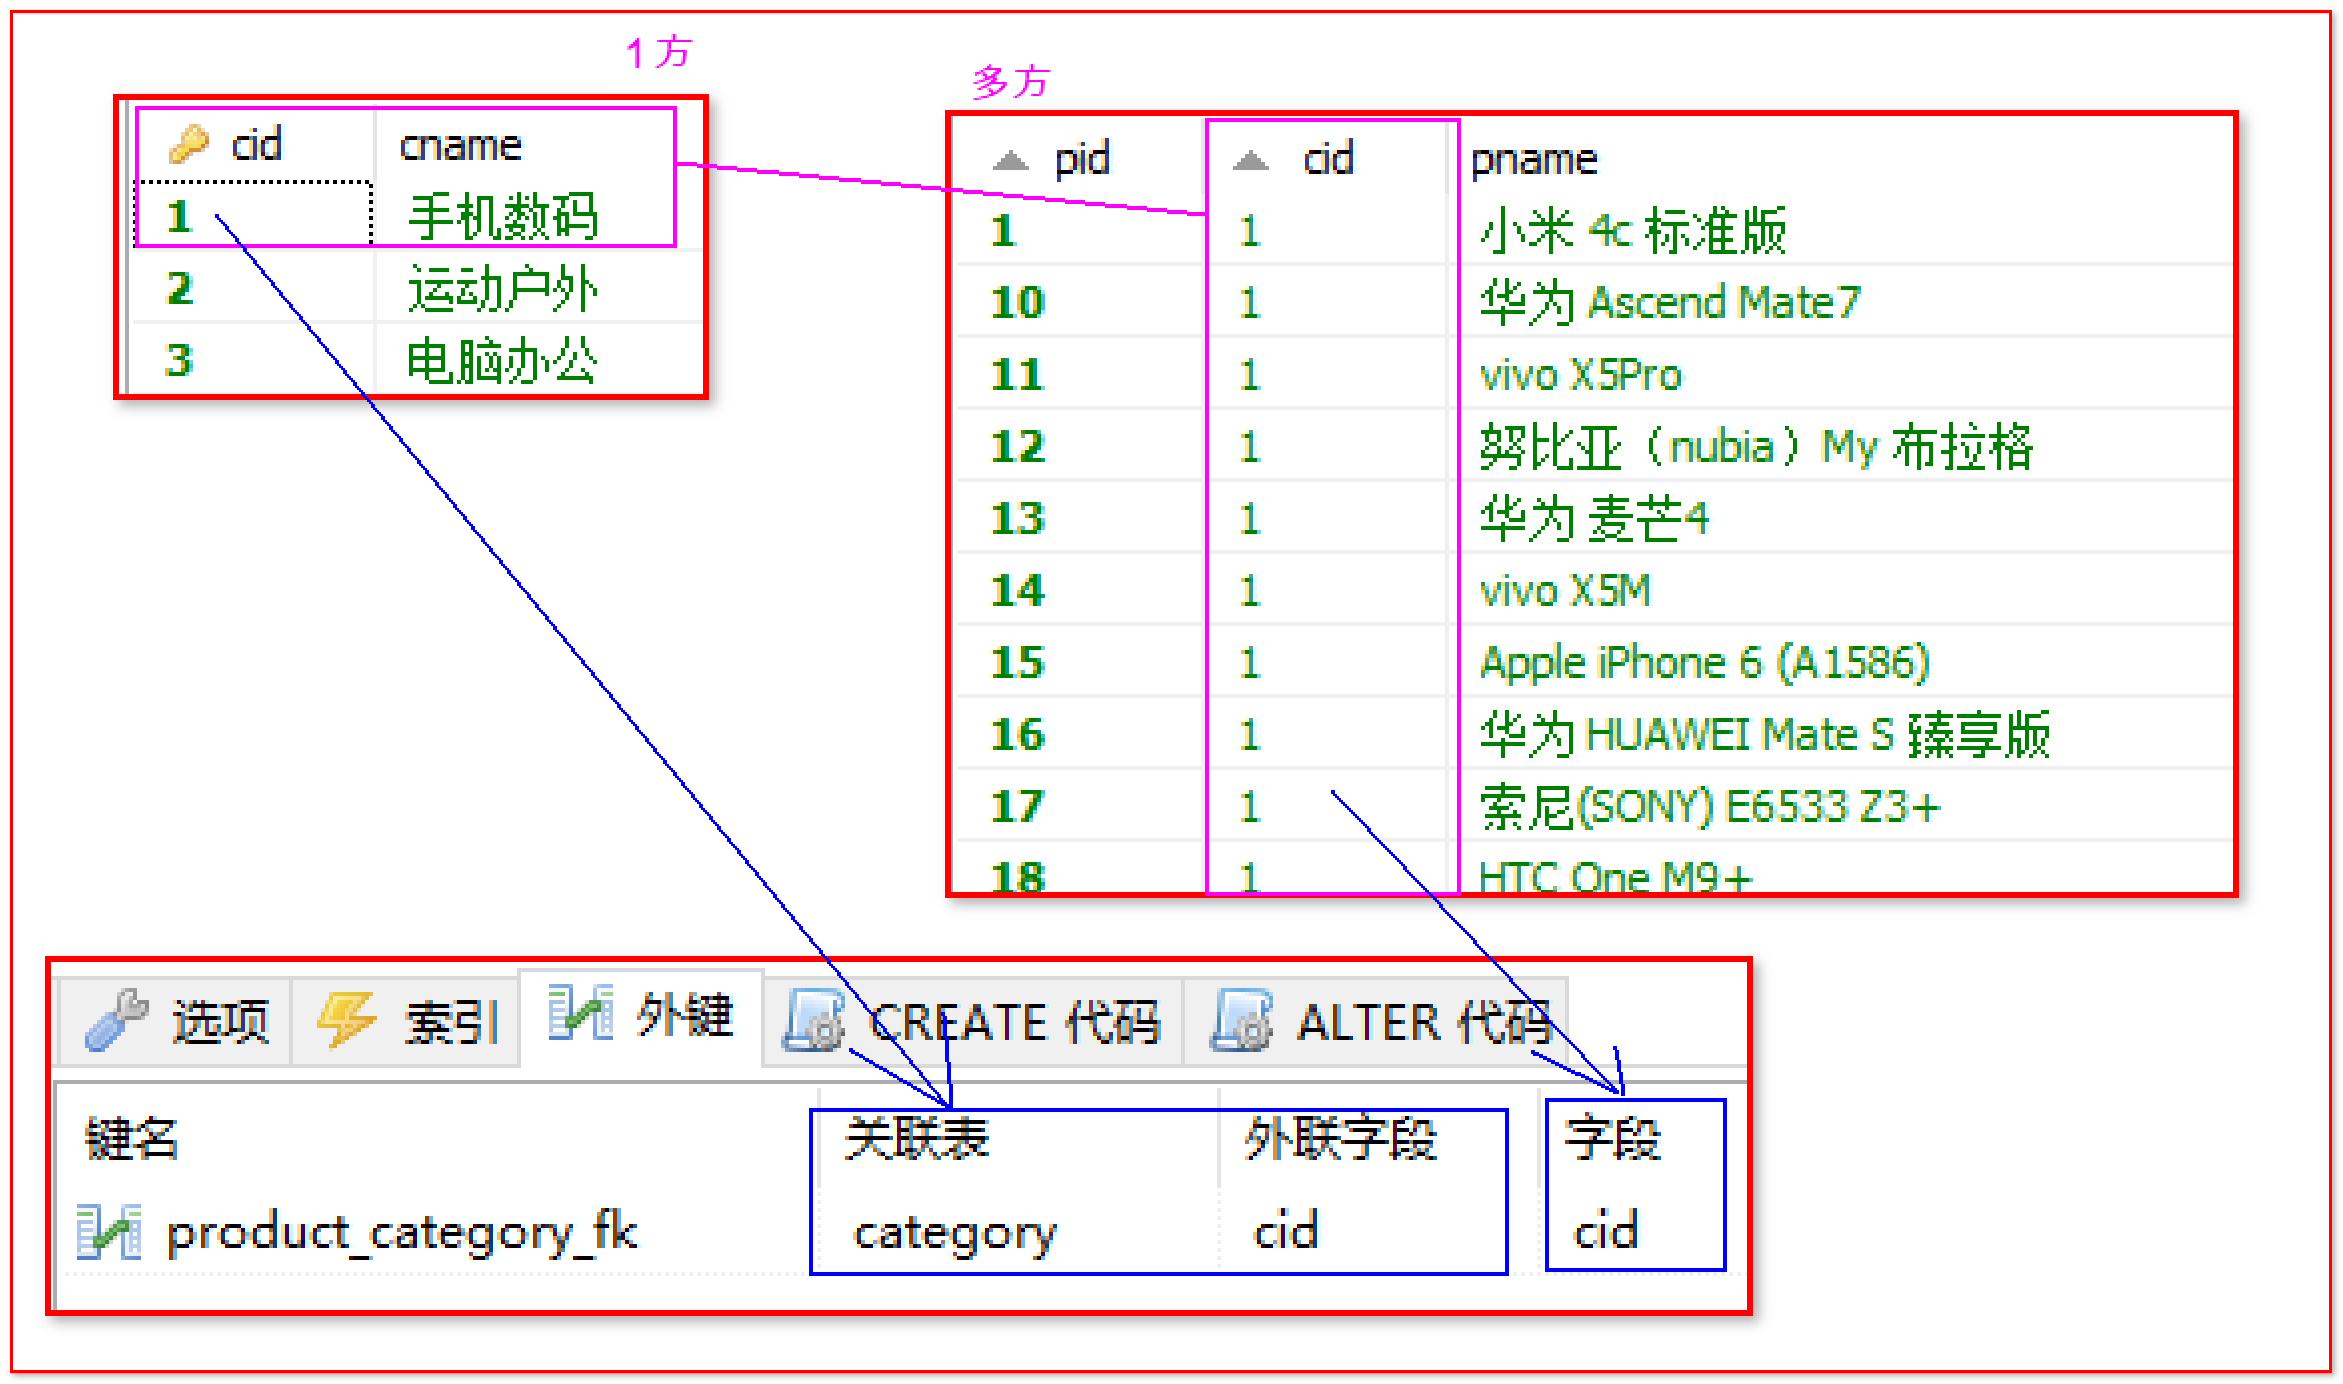 1方
cid cname
1 手机数码
2 运动户外
3 电脑办公
多方
pid cid pname
1 1 小米 4c 标准版
10 1 华为 Ascend Mate7
11 1 vivo X5Pro
12 1 努比亚（nubia）My 布拉格
13 1 华为 麦芒4
14 1 vivo X5M
15 1 Apple iPhone 6 (A1586)
16 1 华为 HUAWEI Mate S 臻享版
17 1 索尼(SONY) E6533 Z3+
18 1 HTC One M9+
选项 索引 外键 CREATE 代码 ALTER 代码
键名 关联表 外联字段 字段
product_category_fk category cid cid